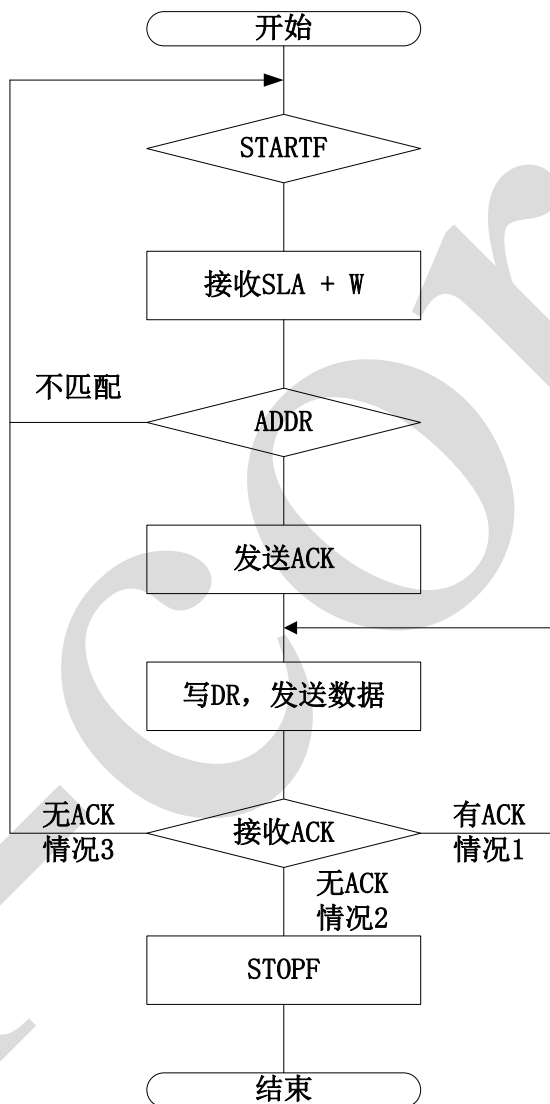 开始
STARTF
接收SLA + W
不匹配
ADDR
发送ACK
写DR, 发送数据
无ACK
情况3
接收ACK
有ACK
情况1
无ACK
情况2
STOPF
结束